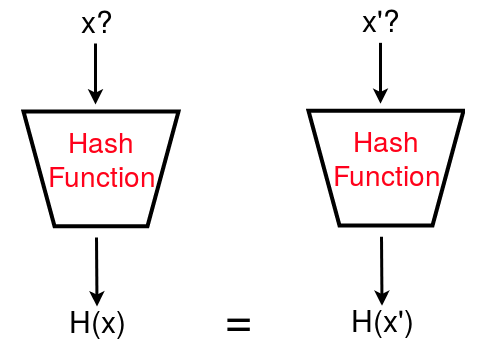 x?
x'?
Hash
Function
Hash
Function
H(x) = H(x')